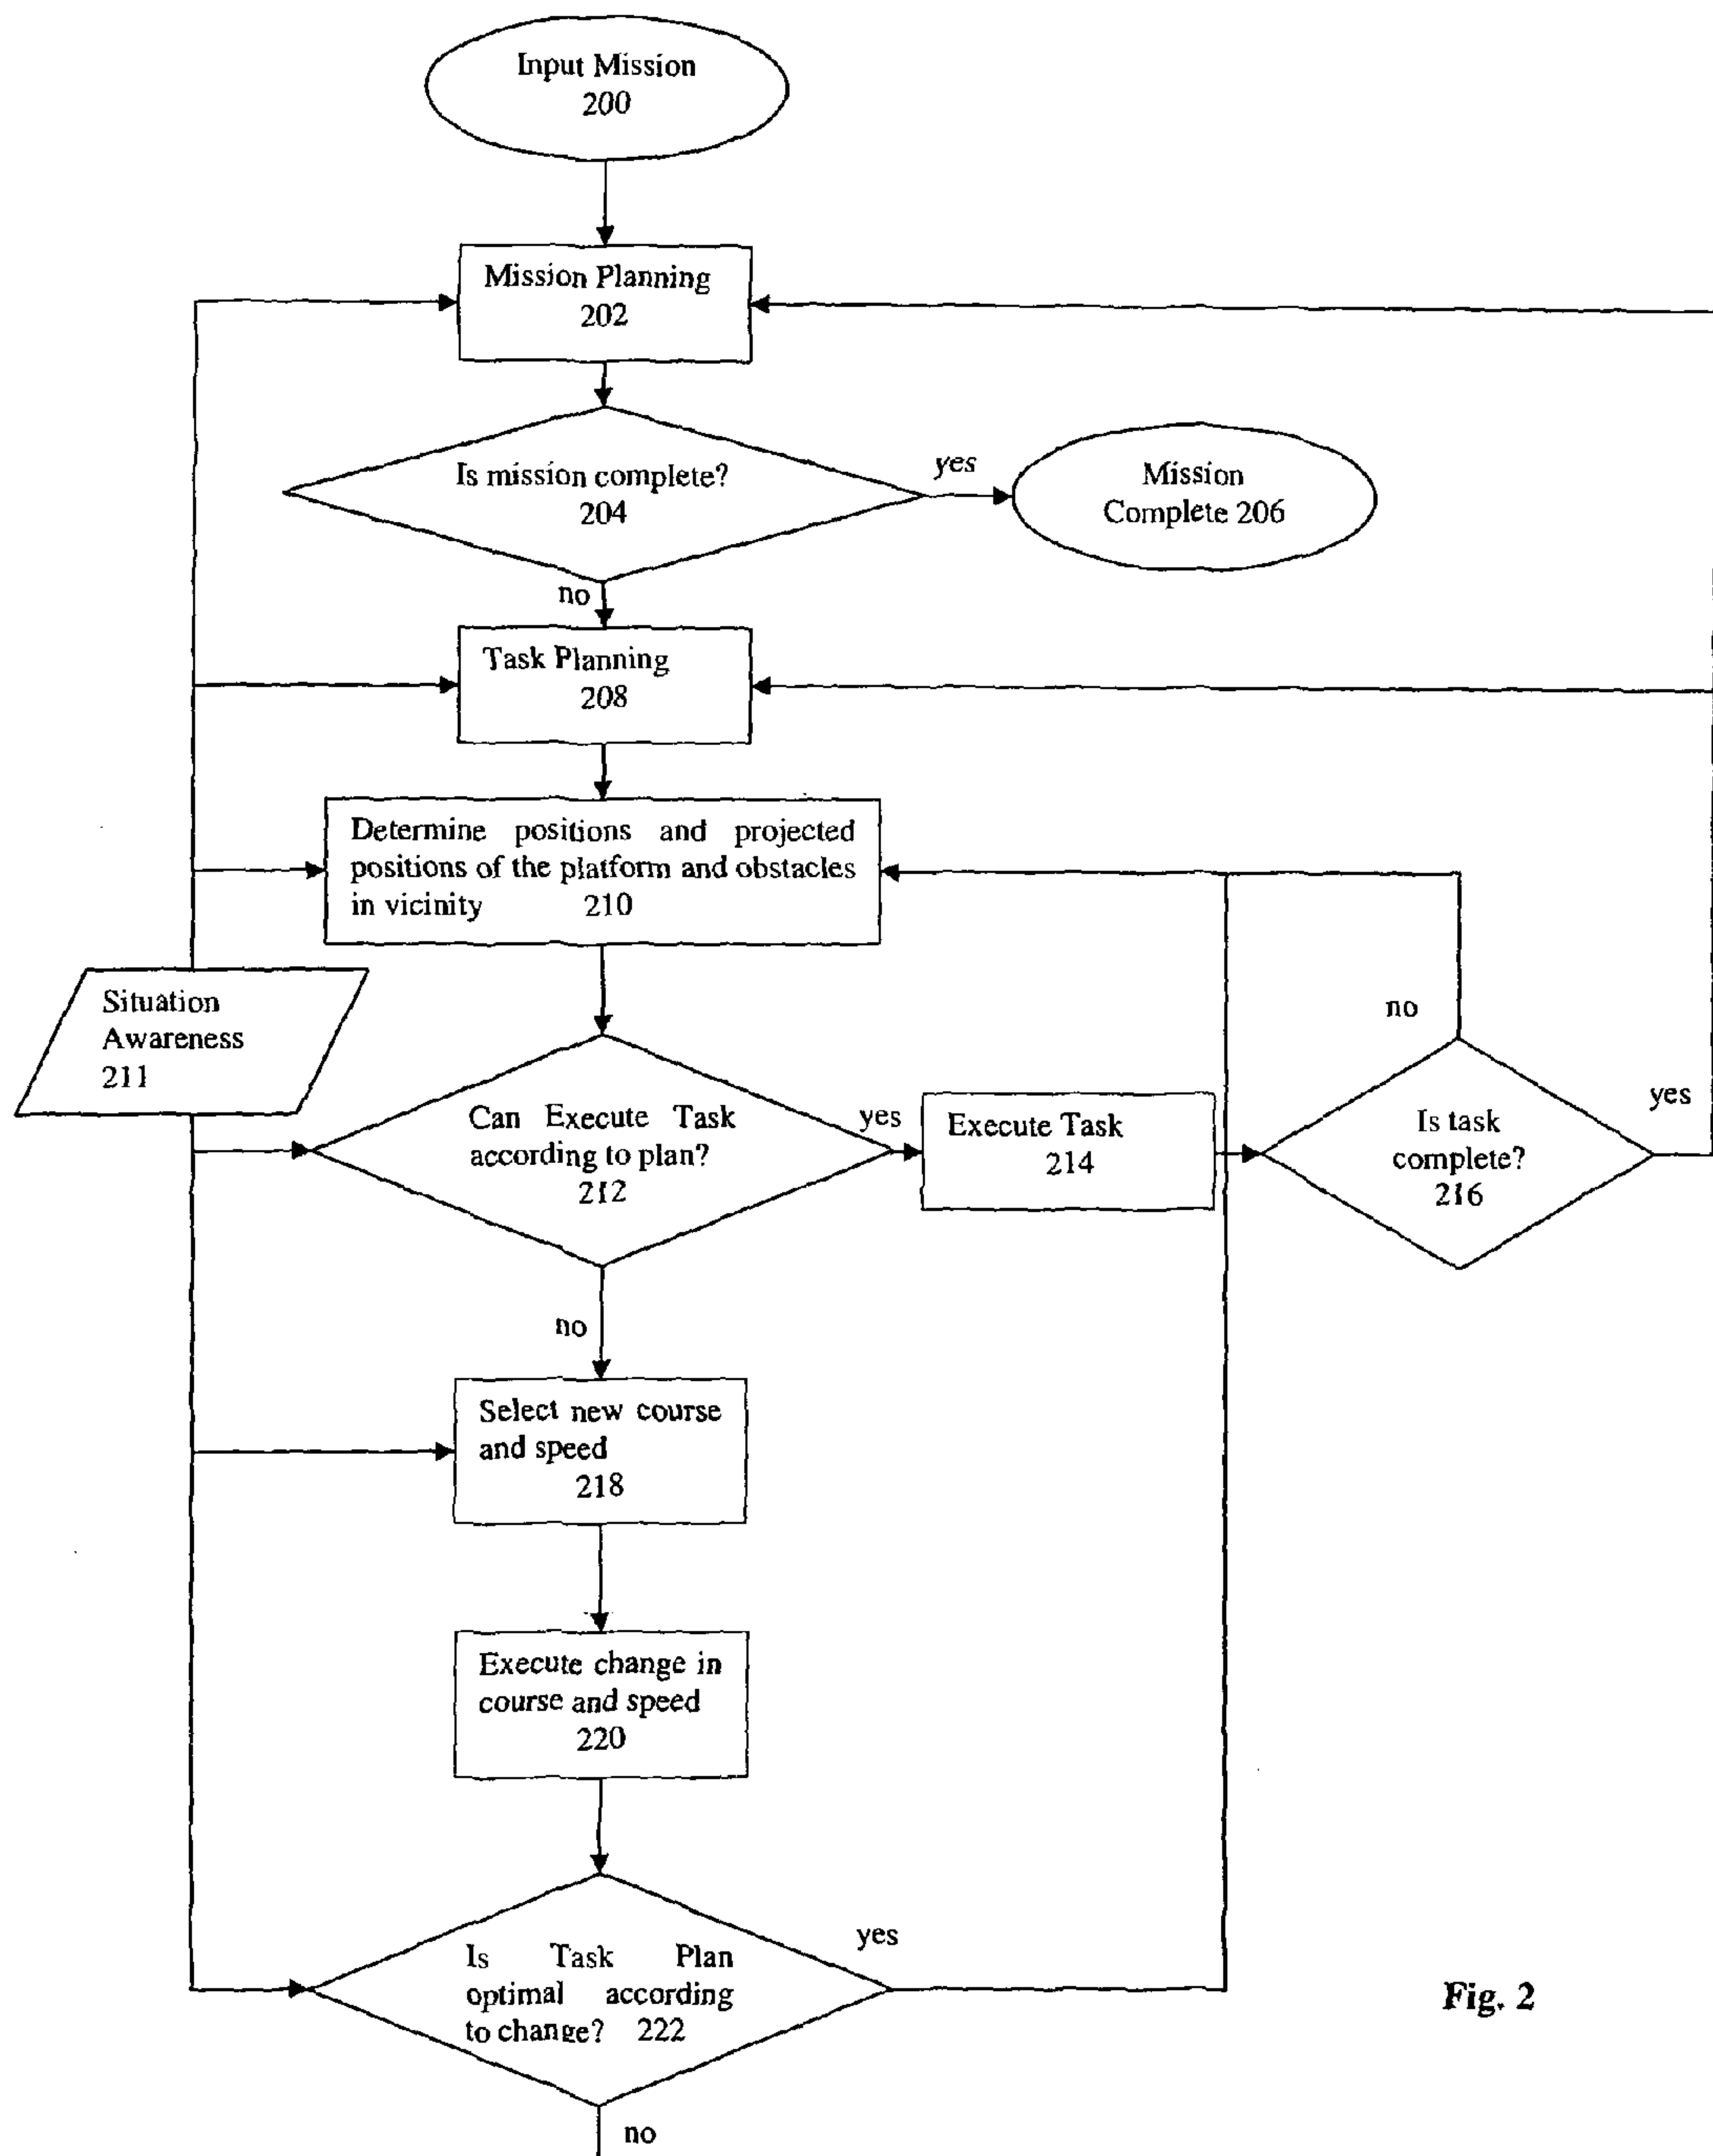 Input Mission
200
Mission Planning
202
Is mission complete?
204
yes
Mission
Complete 206
no
Task Planning
208
Determine positions and projected
positions of the platform and obstacles
in vicinity 210
Situation
Awareness
211
Can Execute Task
according to plan?
212
yes
Execute Task
214
no
Is task
complete?
216
yes
no
Select new course
and speed
218
Execute change in
course and speed
220
Is Task Plan
optimal according
to change? 222
yes
no
Fig. 2